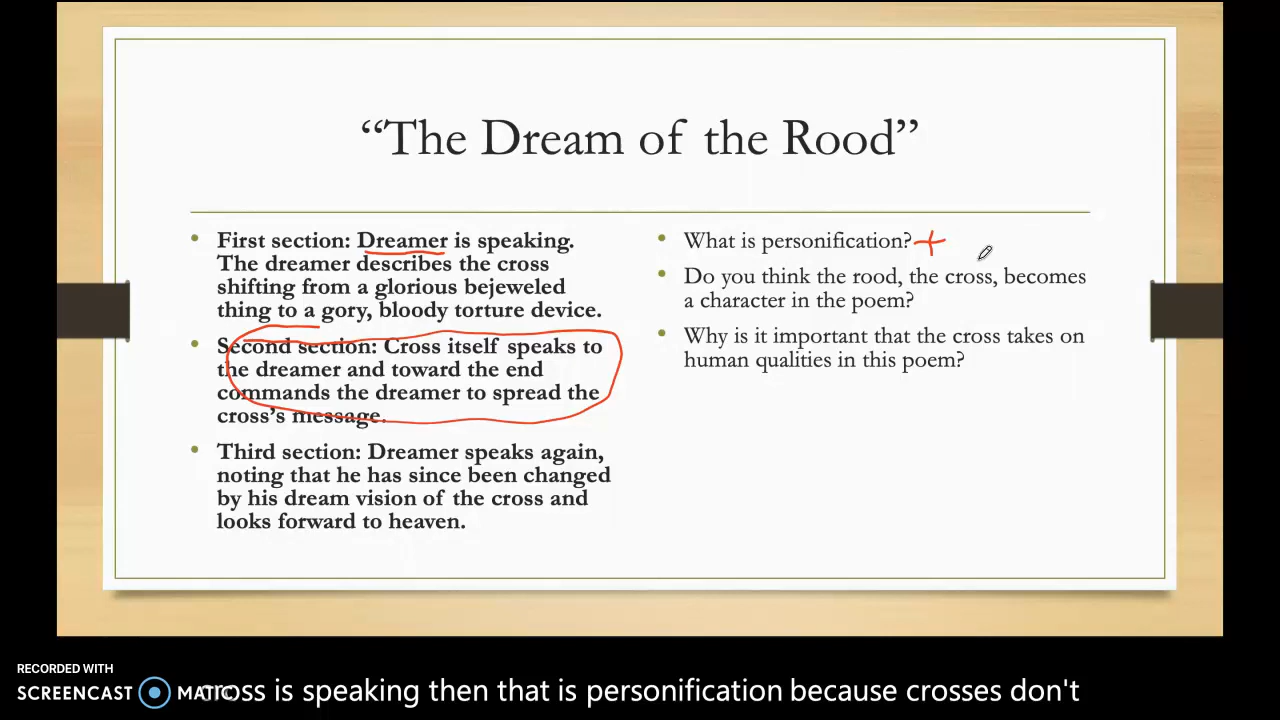 “The Dream of the Rood”
First section: Dreamer is speaking.
The dreamer describes the cross
shifting from a glorious bejeweled
thing to a gory, bloody torture device.
Second section: Cross itself speaks to
the dreamer and toward the end
commands the dreamer to spread the
cross’s message.
Third section: Dreamer speaks again,
noting that he has since been changed
by his dream vision of the cross and
looks forward to heaven.
What is personification?
Do you think the rood, the cross, becomes
a character in the poem?
Why is it important that the cross takes on
human qualities in this poem?
RECORDED WITH
SCREENCAST MATIC
cross is speaking then that is personification because crosses don't